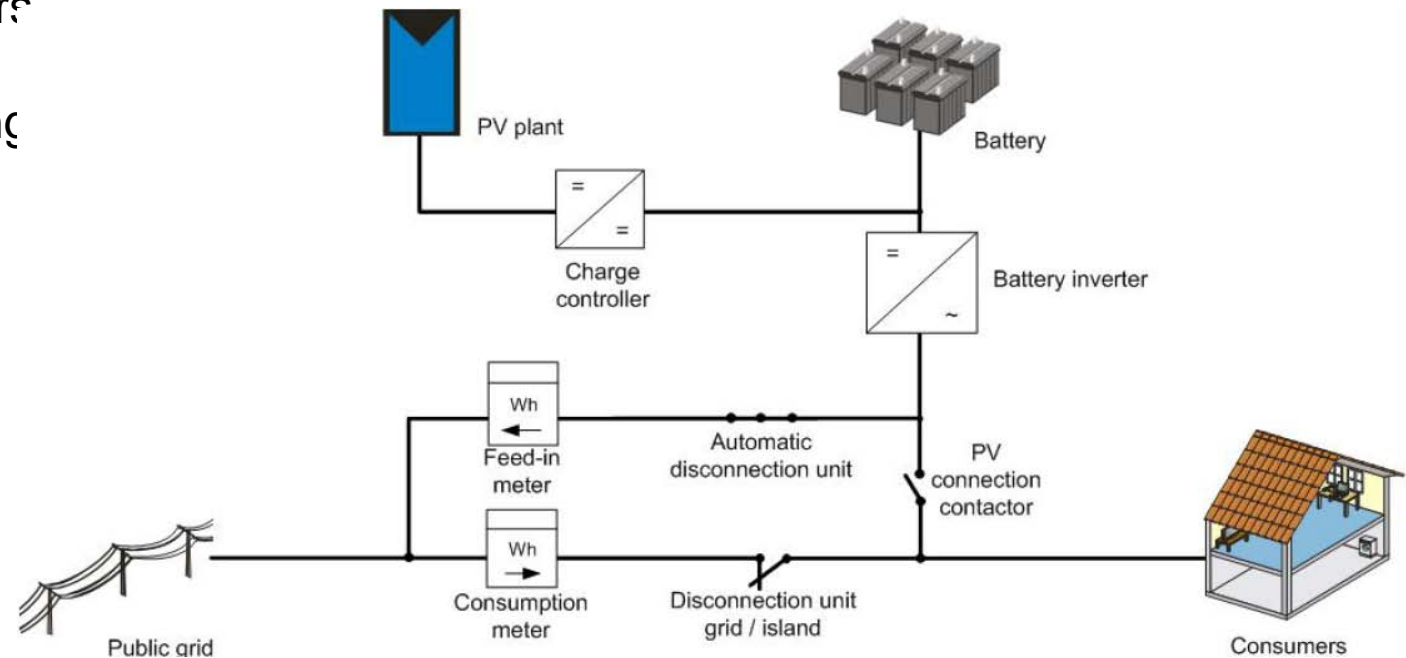 rs
PV plant
Battery
=
=
Charge
controller
=
~
Battery inverter
Wh
Feed-in
meter
Automatic
disconnection unit
PV
connection
contactor
Wh
Consumption
meter
Disconnection unit
grid / island
Public grid
Consumers